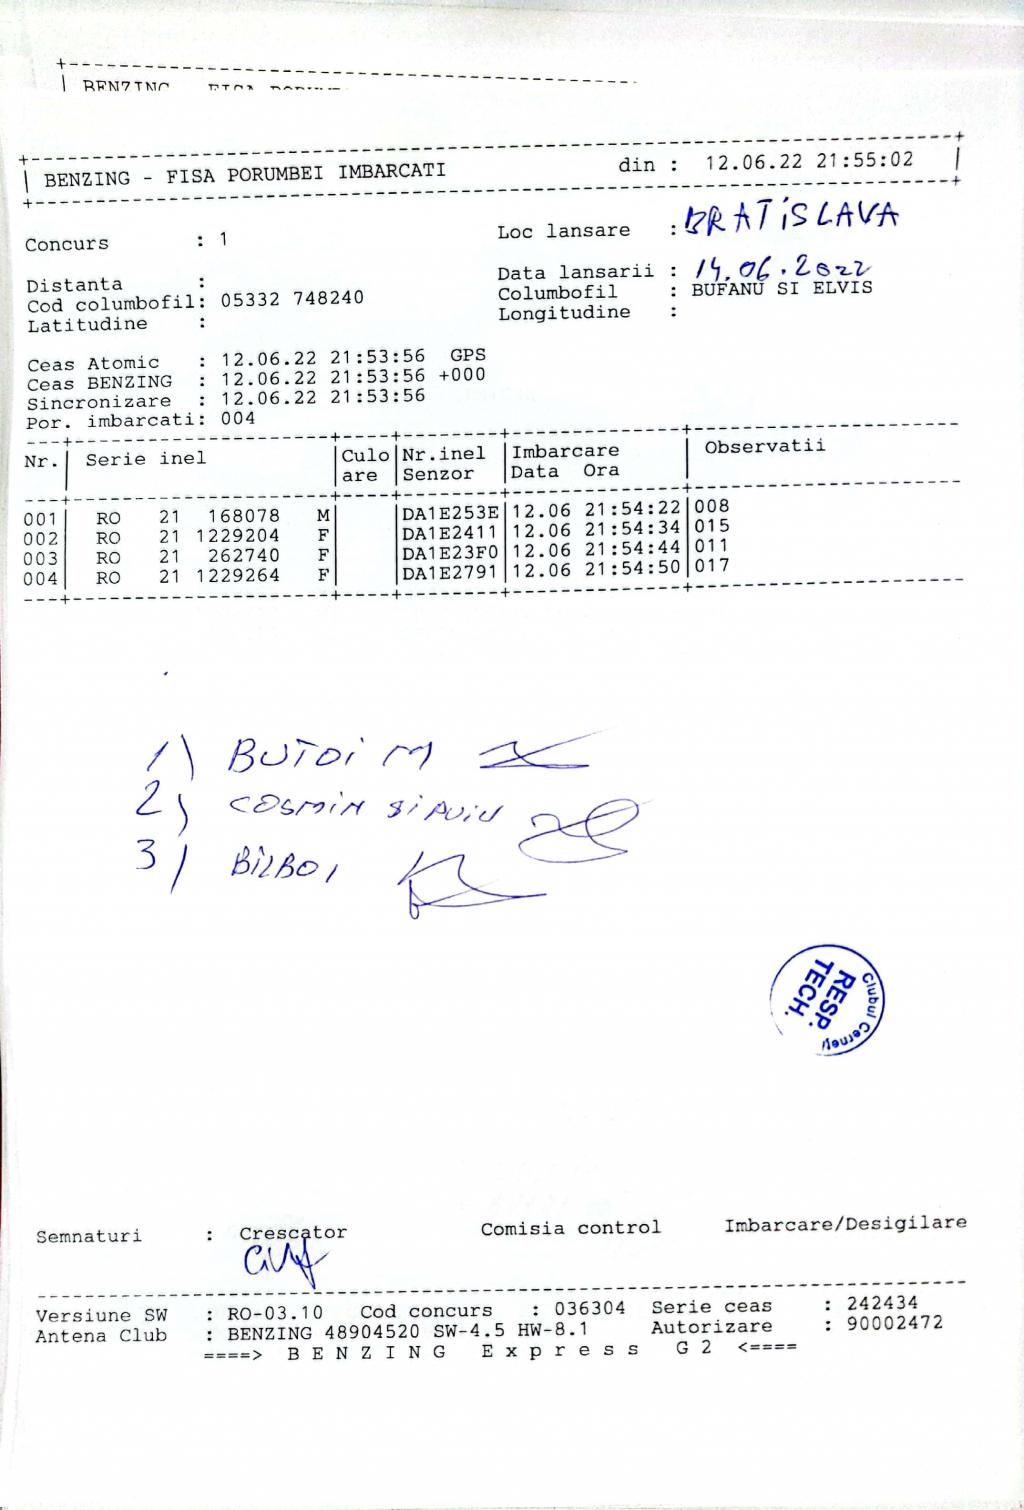 BENZING - FISA PORUMBEI IMBARCATI din : 12.06.22 21:55:02
Concurs : 1 Loc lansare : BRATiSLAVA
Distanta : Data lansarii : 14.06.2022
Cod columbofil: 05332 748240 Columbofil : BUFANU SI ELVIS
Latitudine : Longitudine :
Ceas Atomic : 12.06.22 21:53:56 GPS
Ceas BENZING : 12.06.22 21:53:56 +000
Sincronizare : 12.06.22 21:53:56
Por. imbarcati: 004
Nr. Serie inel Culo Nr.inel Imbarcare Observatii
are Senzor Data Ora
001 RO 21 168078 M DA1E253E 12.06 21:54:22 008
002 RO 21 1229204 F DA1E2411 12.06 21:54:34 015
003 RO 21 262740 F DA1E23F0 12.06 21:54:44 011
004 RO 21 1229264 F DA1E2791 12.06 21:54:50 017
1) BUTOi M
2) COSMiN Si
3) BiLBOi
Clubul Cerneți
RESP.
TECH.
Semnaturi : Crescator Comisia control Imbarcare/Desigilare
Versiune SW : RO-03.10 Cod concurs : 036304 Serie ceas : 242434
Antena Club : BENZING 48904520 SW-4.5 HW-8.1 Autorizare : 90002472
====> B E N Z I N G E x p r e s s G 2 <====